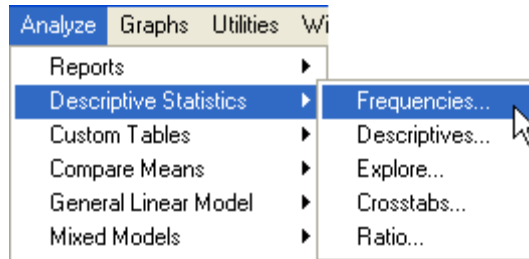 Analyze Graphs Utilities Wi
Reports
Descriptive Statistics Frequencies...
Custom Tables Descriptives...
Compare Means Explore...
General Linear Model Crosstabs...
Mixed Models Ratio...